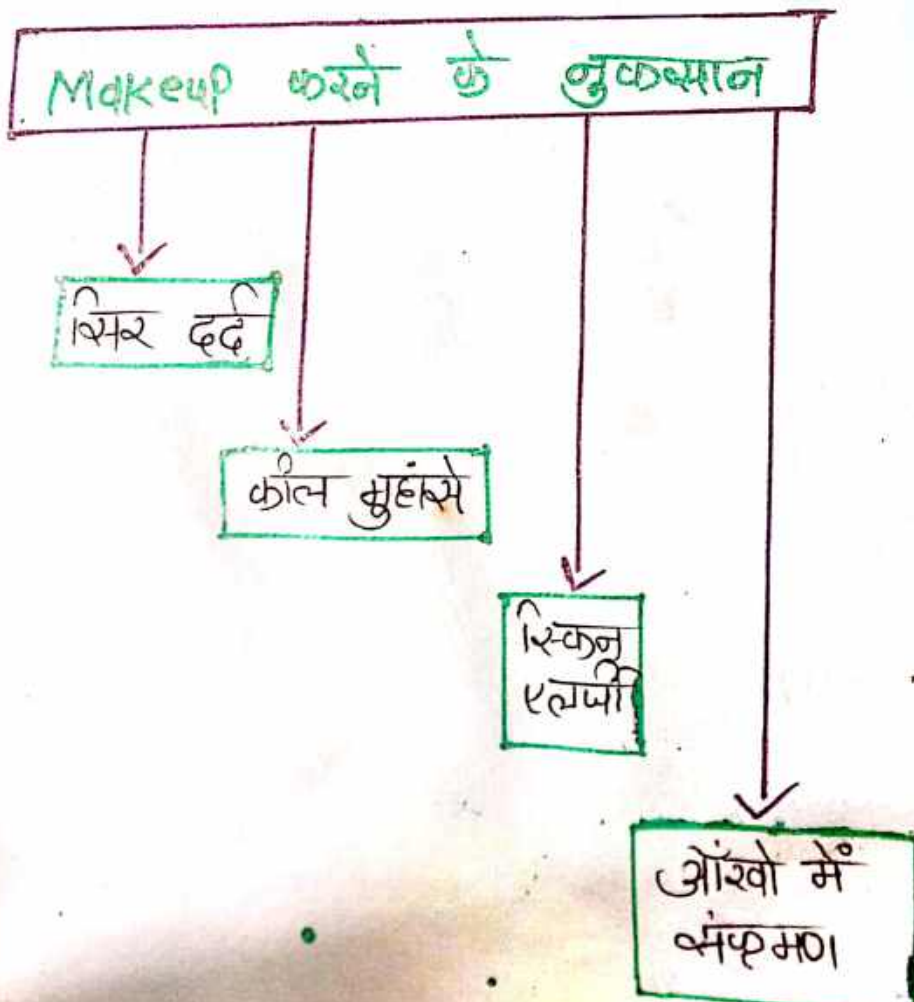 Makeup करने के नुकसान
सिर दर्द
कील मुहांसे
स्किन
एलर्जी
आँखो में
संक्रमण